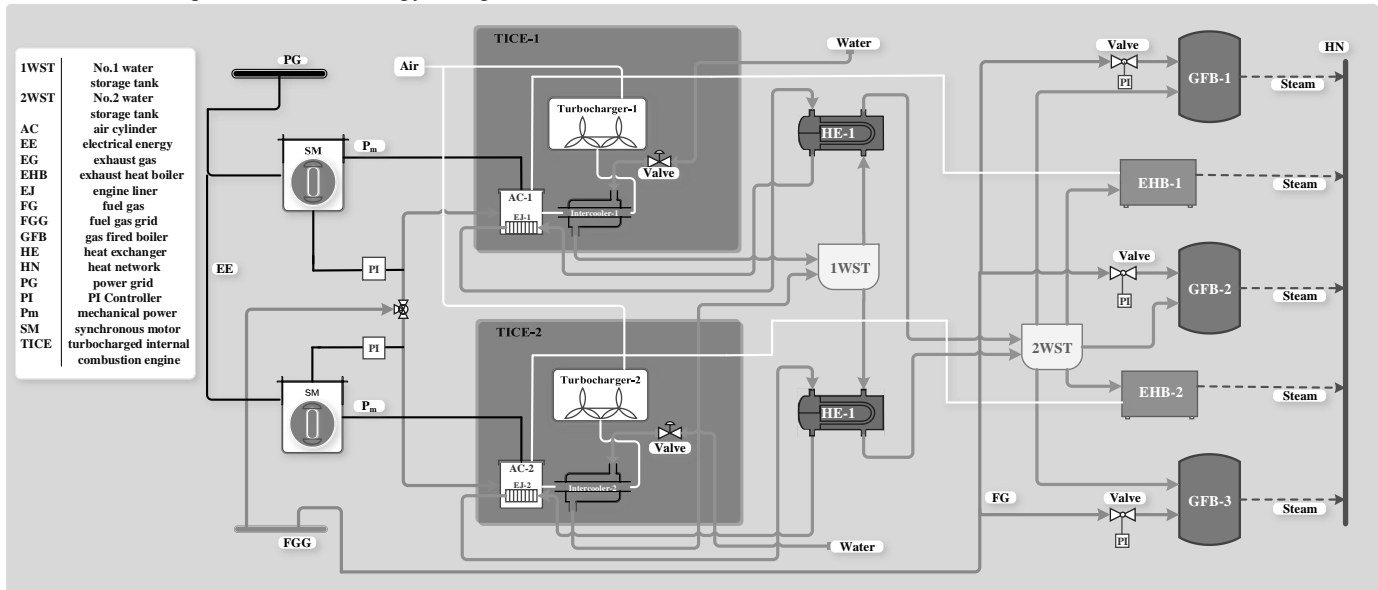 1WST No.1 water
storage tank
2WST No.2 water
storage tank
AC air cylinder
EE electrical energy
EG exhaust gas
EHB exhaust heat boiler
EJ engine liner
FG fuel gas
FGG fuel gas grid
GFB gas fired boiler
HE heat exchanger
HN heat network
PG power grid
PI PI Controller
Pm mechanical power
SM synchronous motor
TICE turbocharged internal
combustion engine
PG
SM
Pm
EE
PI
PI
SM
Pm
FGG
Air
TICE-1
Turbocharger-1
Valve
AC-1
EJ-1
Intercooler-1
Water
TICE-2
Turbocharger-2
Valve
AC-2
EJ-2
Intercooler-2
Water
HE-1
1WST
HE-1
2WST
FG
Valve
PI
GFB-1
Steam
EHB-1
Steam
Valve
PI
GFB-2
Steam
EHB-2
Steam
Valve
PI
GFB-3
Steam
HN